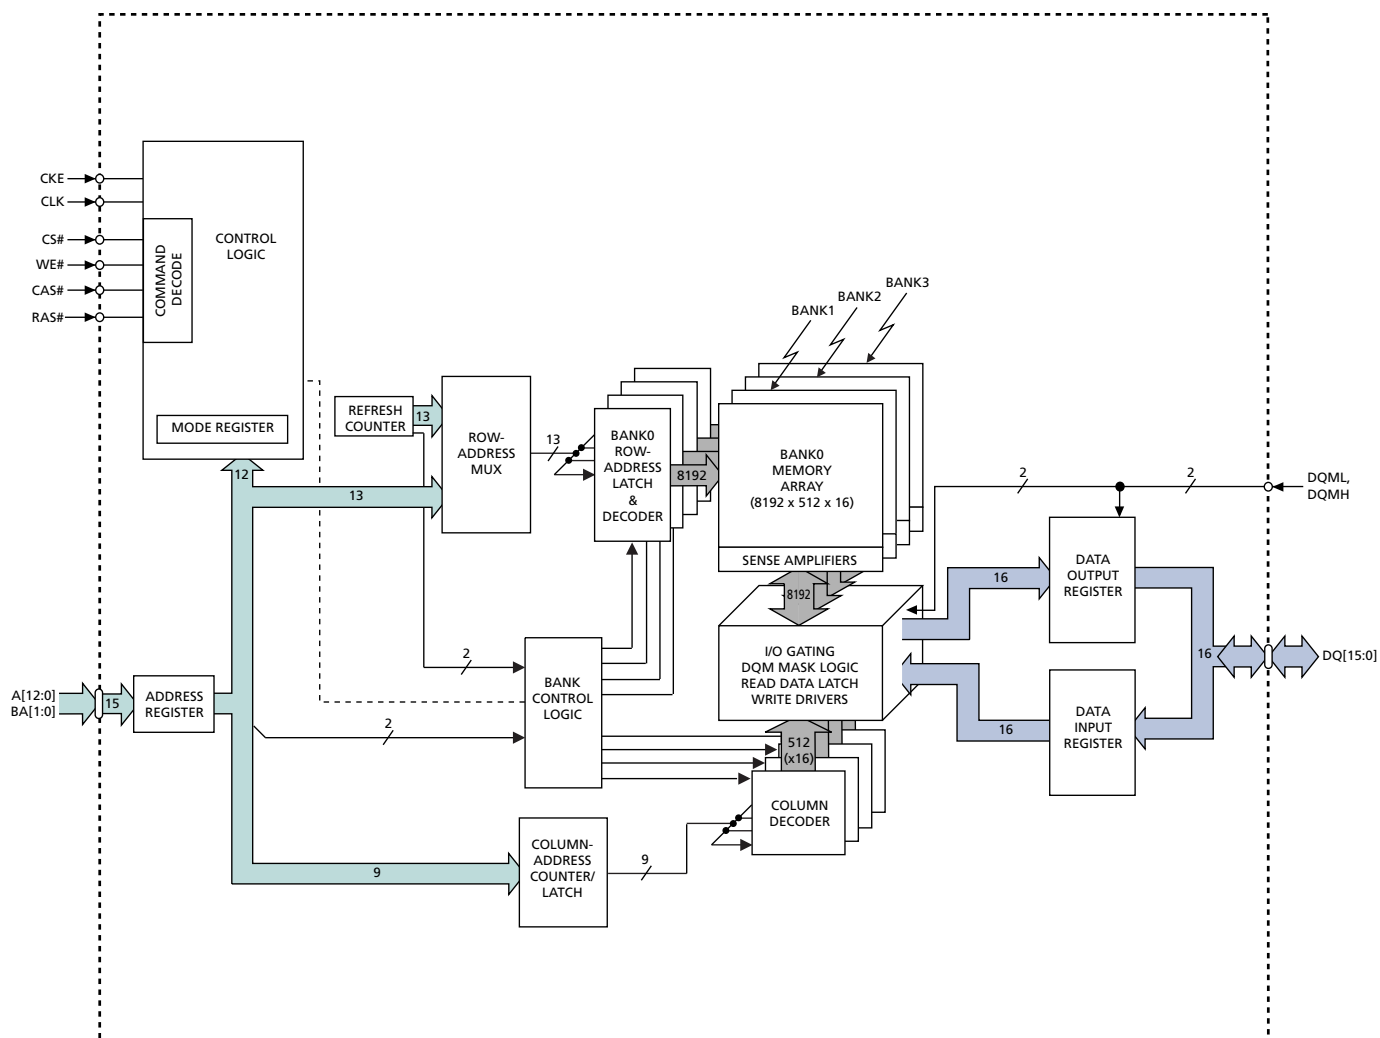 CKE
CLK
CS#
WE#
CAS#
RAS#
COMMAND
DECODE
CONTROL
LOGIC
MODE REGISTER
12
BANK1
BANK2
BANK3
REFRESH
COUNTER
13
13
ROW-
ADDRESS
MUX
13
BANK0
ROW-
ADDRESS
LATCH
&
DECODER
8192
BANK0
MEMORY
ARRAY
(8192 x 512 x 16)
SENSE AMPLIFIERS
8192
2
2
DQML,
DQMH
DATA
OUTPUT
REGISTER
16
I/O GATING
DQM MASK LOGIC
READ DATA LATCH
WRITE DRIVERS
16
DQ[15:0]
DATA
INPUT
REGISTER
16
A[12:0]
BA[1:0]
15
ADDRESS
REGISTER
2
2
BANK
CONTROL
LOGIC
512
(x16)
COLUMN
DECODER
9
COLUMN-
ADDRESS
COUNTER/
LATCH
9